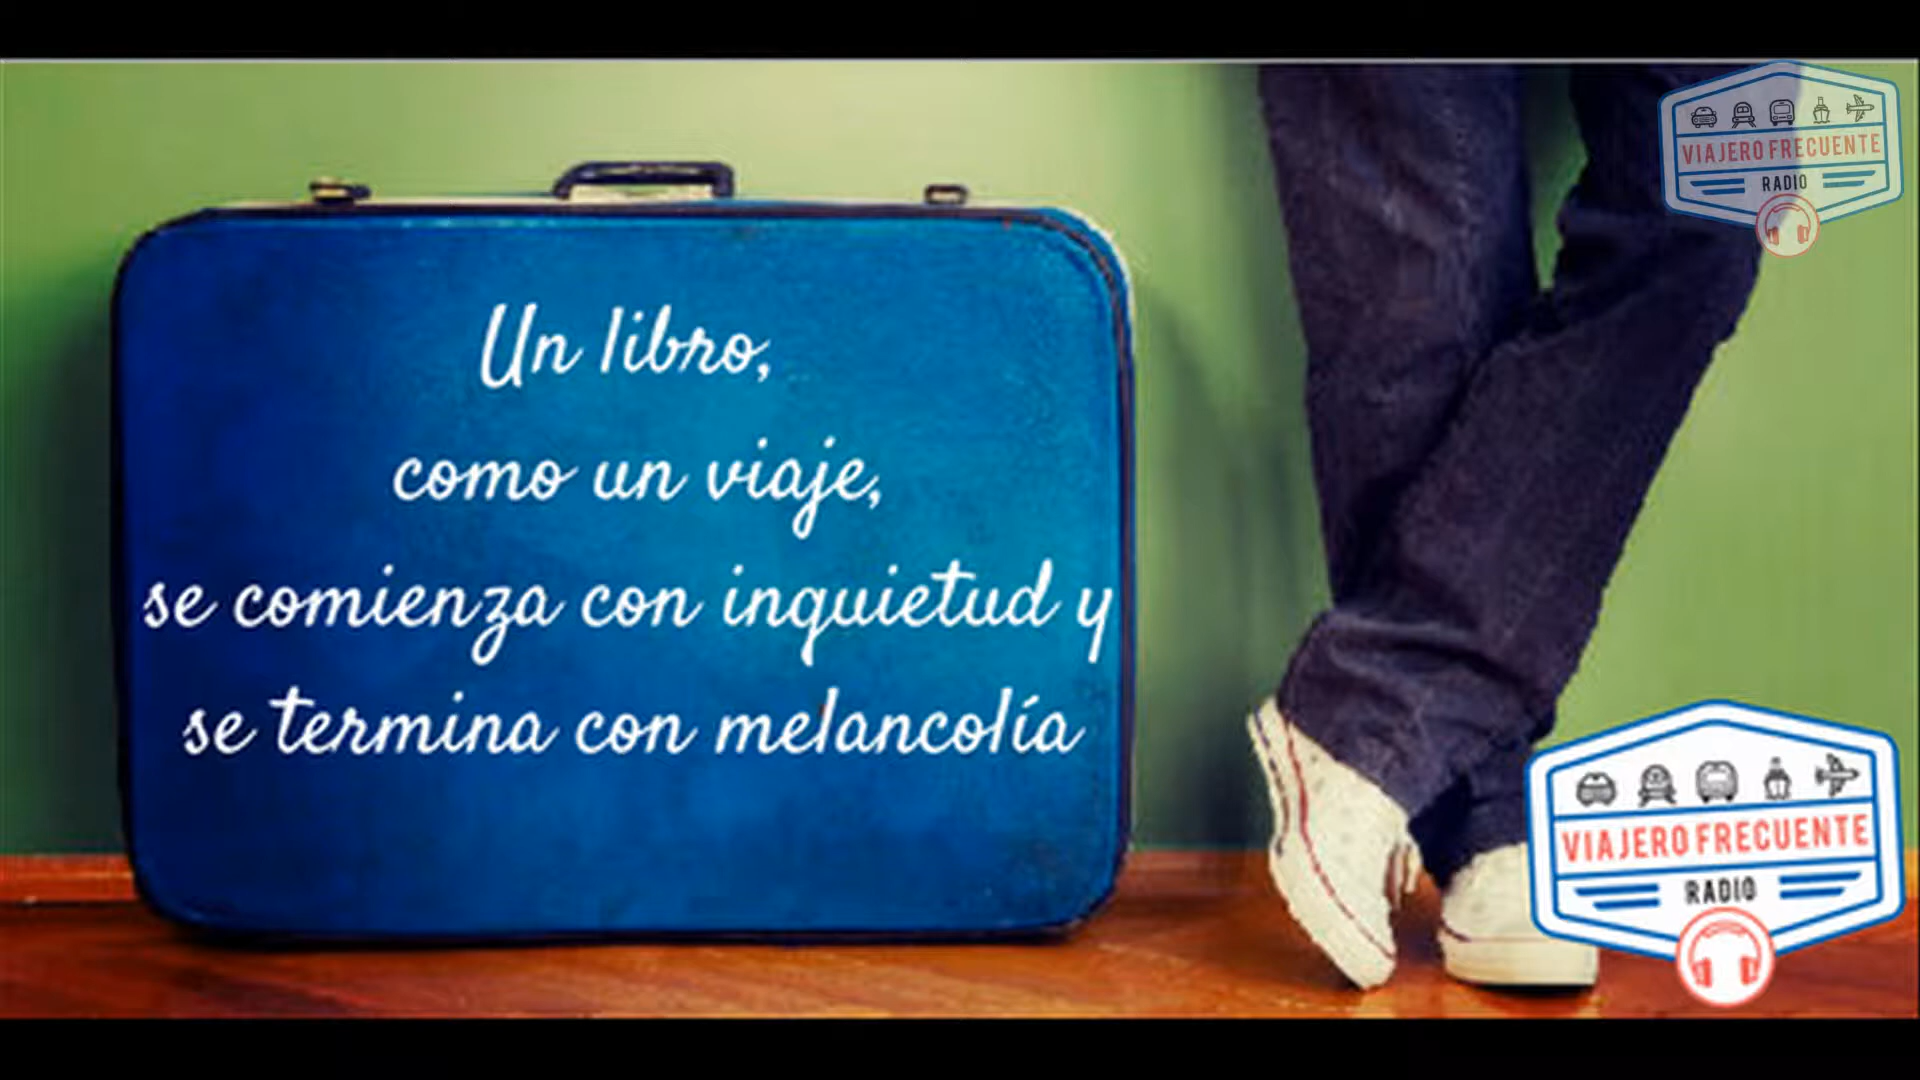 VIAJERO FRECUENTE
RADIO
Un libro,
como un viaje,
se comienza con inquietud y
se termina con melancolía
VIAJERO FRECUENTE
RADIO